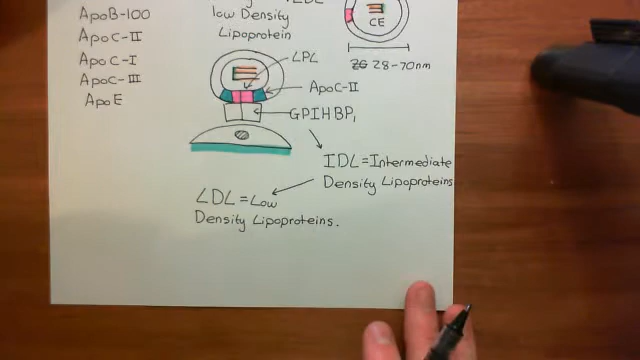 ApoB-100
ApoC-II
ApoC-I
ApoC-III
ApoE
low Density
Lipoprotein
CE
28-70nm
LPL
ApoC-II
GPIHBP1
IDL=Intermediate
Density Lipoproteins
LDL=Low
Density Lipoproteins.